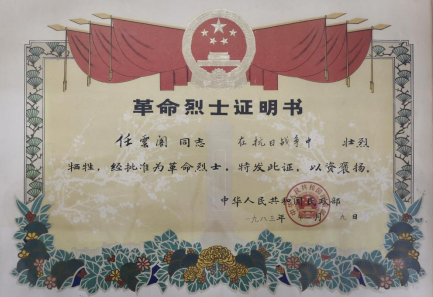 革命烈士证明书
任云阁 同志 在抗日战争中 壮烈
牺牲，经批准为革命烈士。特发此证，以资褒扬。
中华人民共和国民政部
一九八三年 月 九日